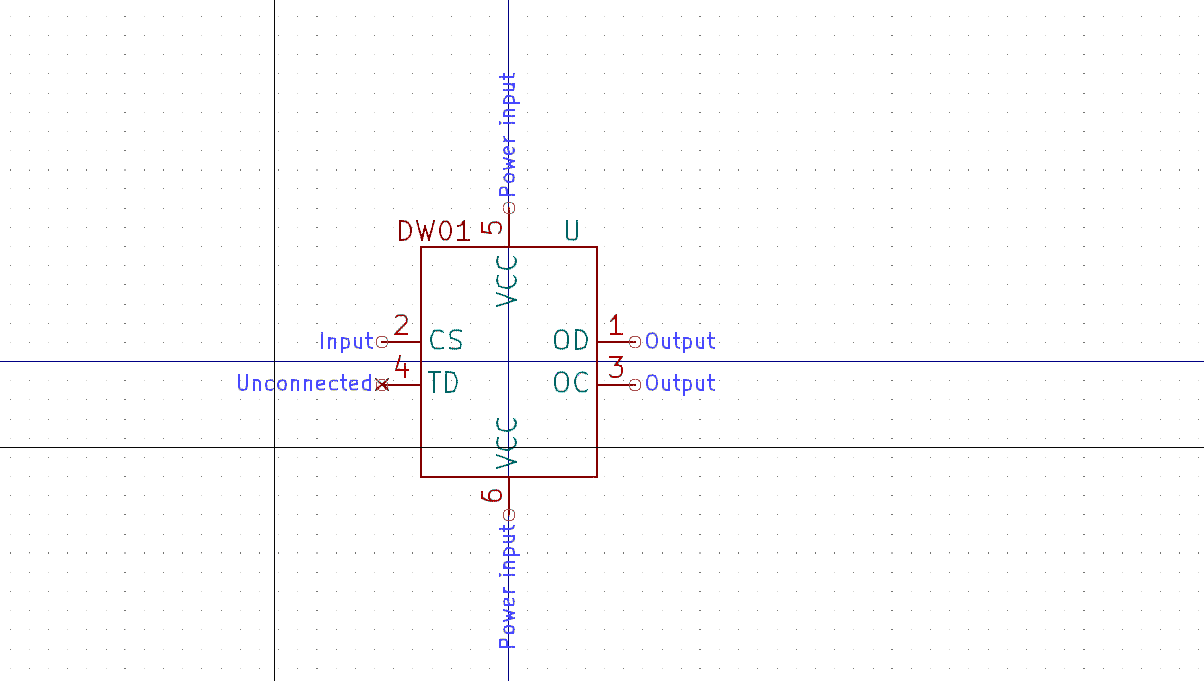 Power input
DW01
5
U
VCC
Input
2
CS
OD
1
Output
Unconnected
4
TD
OC
3
Output
VCC
6
Power input